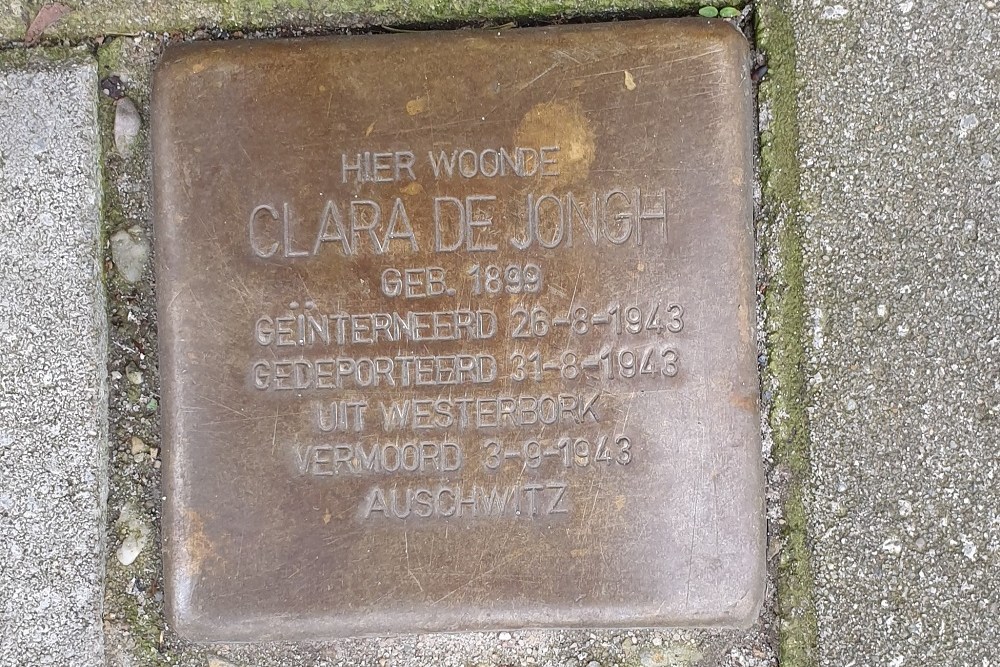 HIER WOONDE
CLARA DE JONGH
GEB. 1899
GEÏNTERNEERD 26-8-1943
GEDEPORTEERD 31-8-1943
UIT WESTERBORK
VERMOORD 3-9-1943
AUSCHWITZ